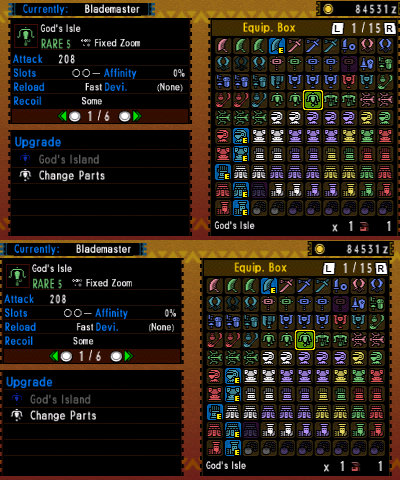 Currently: Blademaster
84531z
God's Isle
RARE 5 Fixed Zoom
Attack 208
Slots ○○— Affinity 0%
Reload Fast Devi. (None)
Recoil Some
1/6
Upgrade
God's Island
Change Parts
Equip. Box L 1/15 R
E
E
E
E
E
E
God's Isle x 1 1
Currently: Blademaster
84531z
God's Isle
RARE 5 Fixed Zoom
Attack 208
Slots ○○— Affinity 0%
Reload Fast Devi. (None)
Recoil Some
1/6
Upgrade
God's Island
Change Parts
Equip. Box L 1/15 R
E
E
E
E
E
E
God's Isle x 1 1